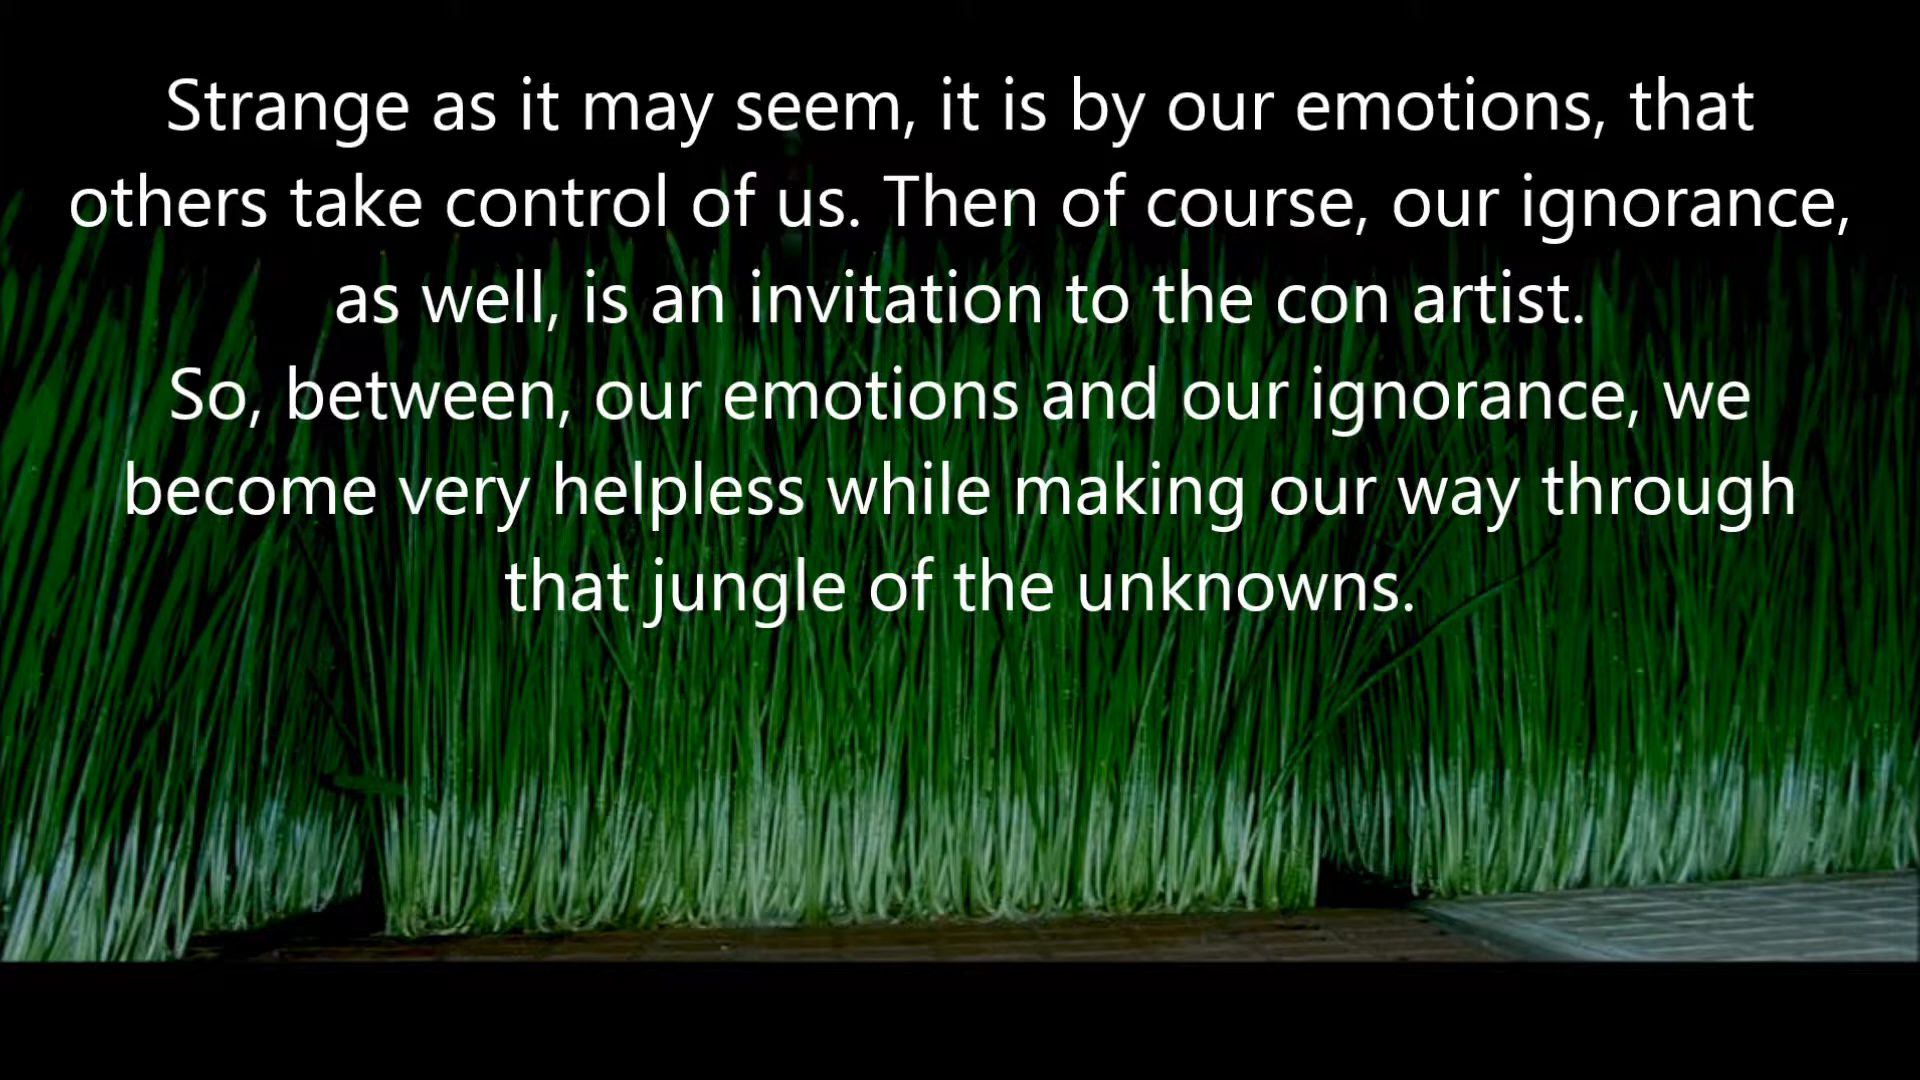 Strange as it may seem, it is by our emotions, that
others take control of us. Then of course, our ignorance,
as well, is an invitation to the con artist.
So, between, our emotions and our ignorance, we
become very helpless while making our way through
that jungle of the unknowns.